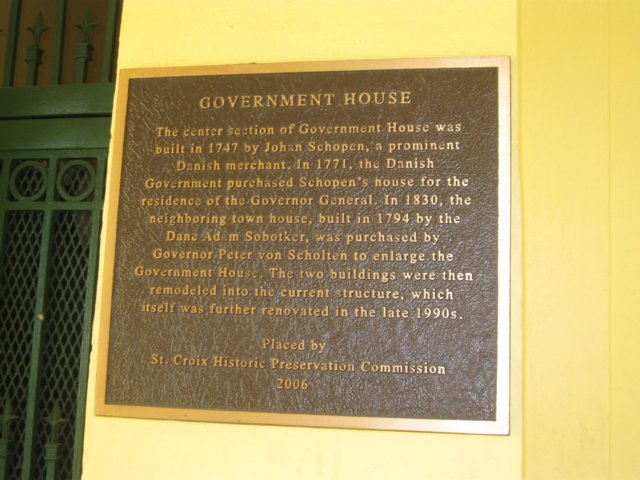 GOVERNMENT HOUSE
The center section of Government House was
built in 1747 by Johan Schopen, a prominent
Danish merchant. In 1771, the Danish
Government purchased Schopen's house for the
residence of the Governor General. In 1830, the
neighboring town house, built in 1794 by the
Dane Adam Sobotker, was purchased by
Governor Peter von Scholten to enlarge the
Government House. The two buildings were then
remodeled into the current structure, which
itself was further renovated in the late 1990s.
Placed by
St. Croix Historic Preservation Commission
2006